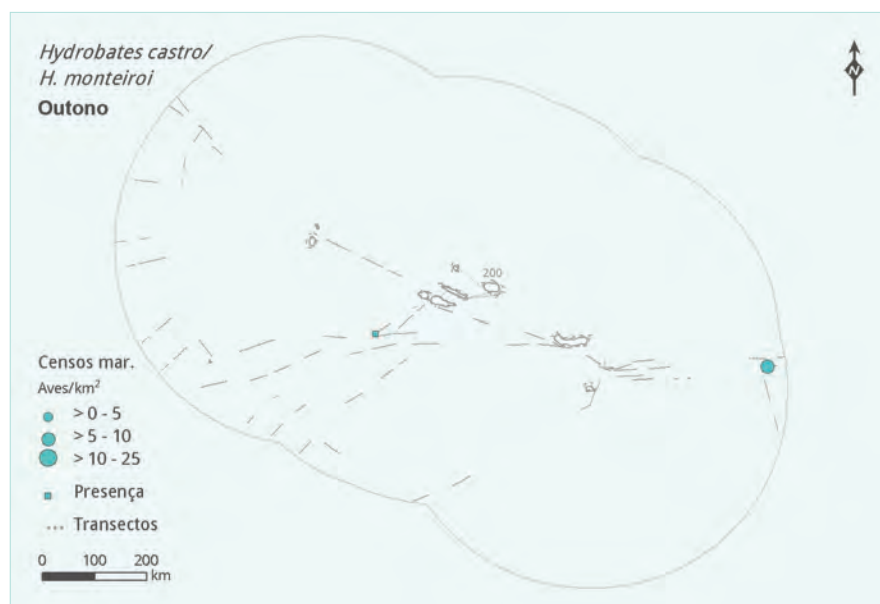 Hydrobates castro/
H. monteiroi
Outono
N
200
Censos mar.
Aves/km²
> 0 - 5
> 5 - 10
> 10 - 25
Presença
Transectos
0 100 200
km